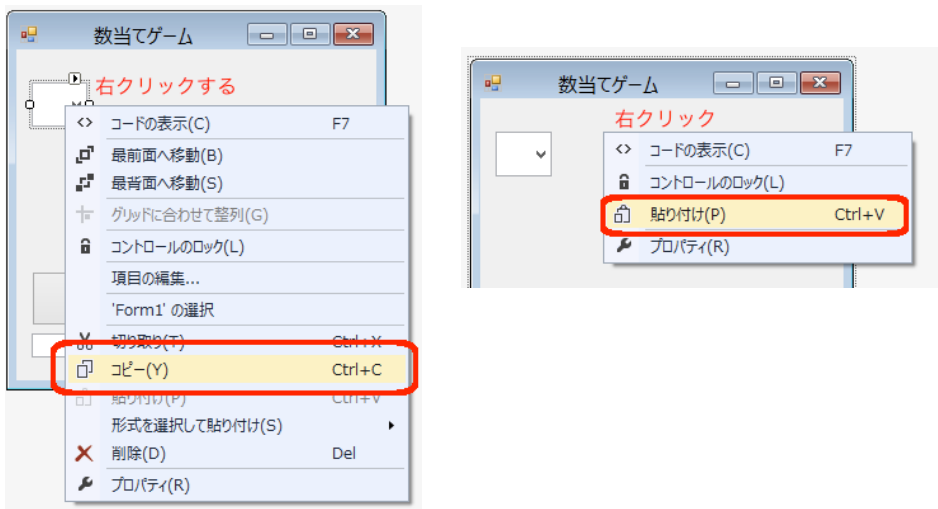 数当てゲーム
右クリックする
コードの表示(C) F7
最前面へ移動(B)
最背面へ移動(S)
グリッドに合わせて整列(G)
コントロールのロック(L)
項目の編集...
'Form1' の選択
切り取り(T) Ctrl+X
コピー(Y) Ctrl+C
貼り付け(P) Ctrl+V
形式を選択して貼り付け(S)
削除(D) Del
プロパティ(R)
数当てゲーム
右クリック
コードの表示(C) F7
コントロールのロック(L)
貼り付け(P) Ctrl+V
プロパティ(R)